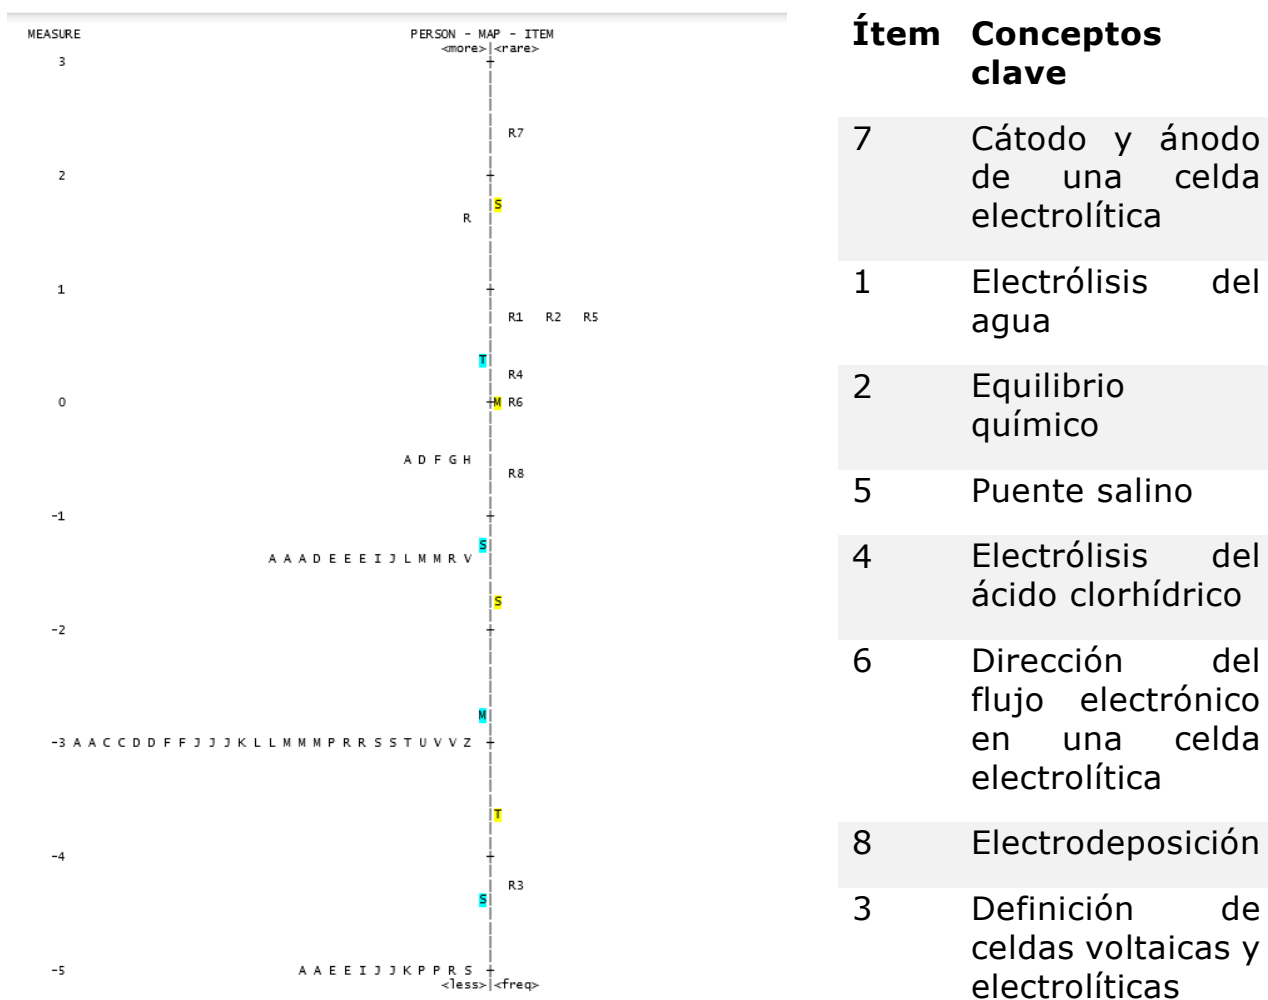 MEASURE PERSON - MAP - ITEM
<more>|<rare>
3
R7
2
S
R
1
R1 R2 R5
T
R4
0 M R6
A D F G H
R8
-1
S
A A A D E E E I J L M M R V
S
-2
M
-3 A A C C D D F F J J J K L L M M M P R R S S T U V V Z
T
-4
R3
S
-5 A A E E I J J K P P R S
<less>|<freq>
Ítem Conceptos
clave
7 Cátodo y ánodo
de una celda
electrolítica
1 Electrólisis del
agua
2 Equilibrio
químico
5 Puente salino
4 Electrólisis del
ácido clorhídrico
6 Dirección del
flujo electrónico
en una celda
electrolítica
8 Electrodeposición
3 Definición de
celdas voltaicas y
electrolíticas